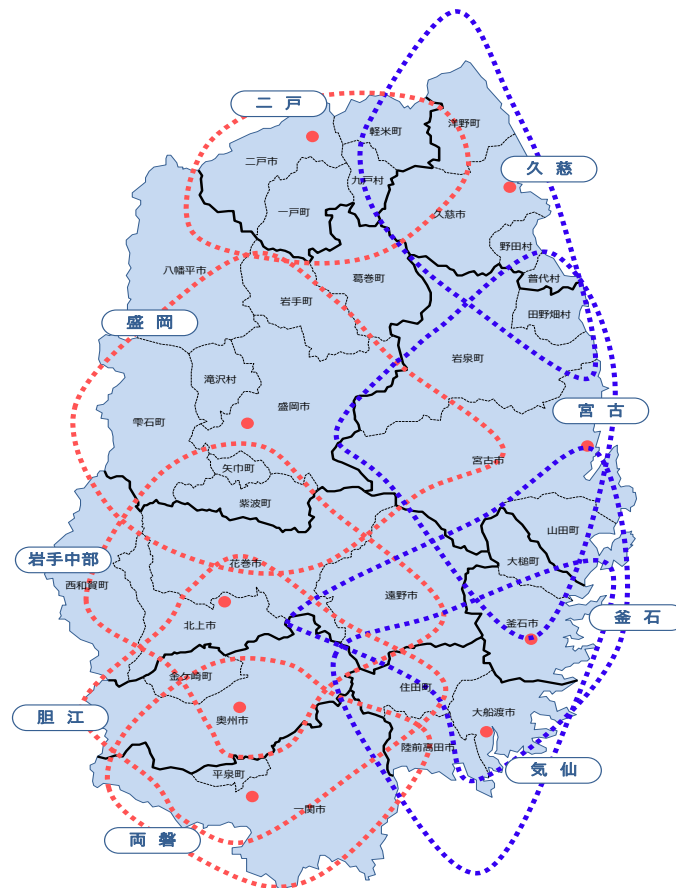 二 戸
軽米町
洋野町
二戸市
久 慈
九戸村
一戸町
久慈市
野田村
八幡平市
葛巻町
普代村
岩手町
田野畑村
盛 岡
岩泉町
滝沢村
盛岡市
宮 古
雫石町
宮古市
矢巾町
紫波町
山田町
岩手中部
花巻市
大槌町
西和賀町
遠野市
北上市
釜石市
釜 石
金ケ崎町
住田町
胆江
奥州市
大船渡市
陸前高田市
平泉町
気 仙
一関市
両 磐